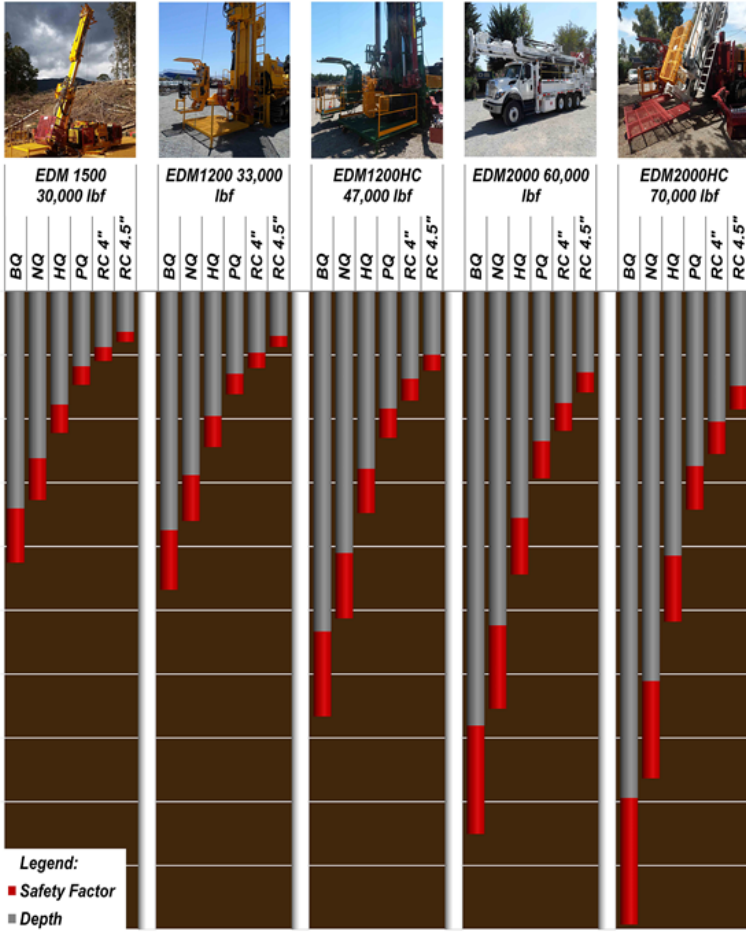 EDM 1500
30,000 lbf
EDM1200 33,000
lbf
EDM1200HC
47,000 lbf
EDM2000 60,000
lbf
EDM2000HC
70,000 lbf
BQ
NQ
HQ
PQ
RC 4"
RC 4.5"
BQ
NQ
HQ
PQ
RC 4"
RC 4.5"
BQ
NQ
HQ
PQ
RC 4"
RC 4.5"
BQ
NQ
HQ
PQ
RC 4"
RC 4.5"
BQ
NQ
HQ
PQ
RC 4"
RC 4.5"
Legend:
Safety Factor
Depth